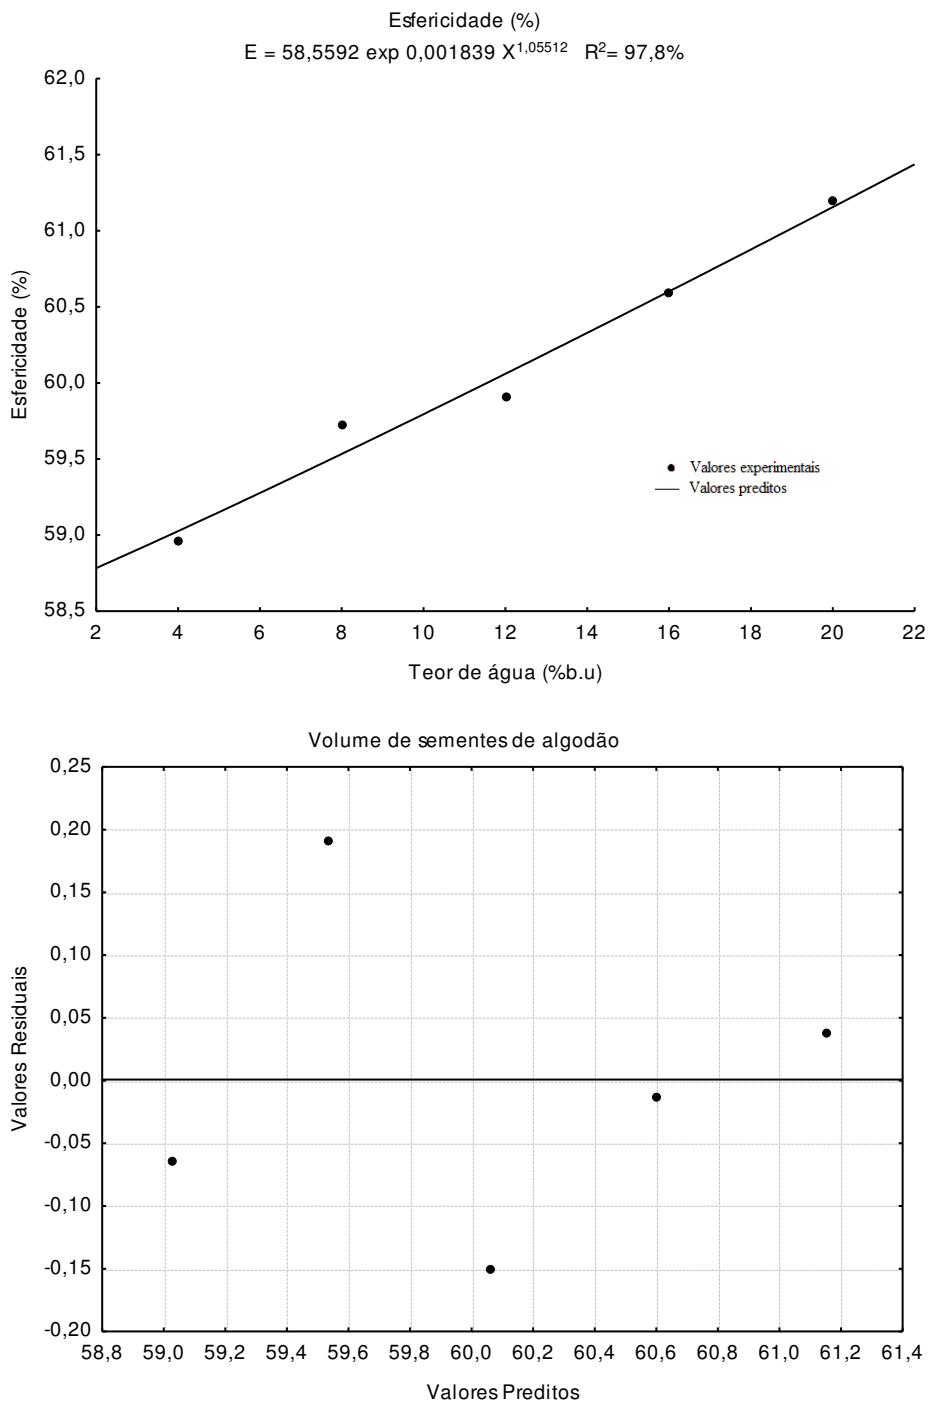 Esfericidade (%)
E = 58,5592 exp 0,001839 X^1,05512 R²= 97,8%
62,0
61,5
61,0
60,5
60,0
59,5
59,0
58,5
Esfericidade (%)
Valores experimentais
Valores preditos
2 4 6 8 10 12 14 16 18 20 22
Teor de água (%b.u)
Volume de sementes de algodão
0,25
0,20
0,15
0,10
0,05
0,00
-0,05
-0,10
-0,15
-0,20
Valores Residuais
58,8 59,0 59,2 59,4 59,6 59,8 60,0 60,2 60,4 60,6 60,8 61,0 61,2 61,4
Valores Preditos